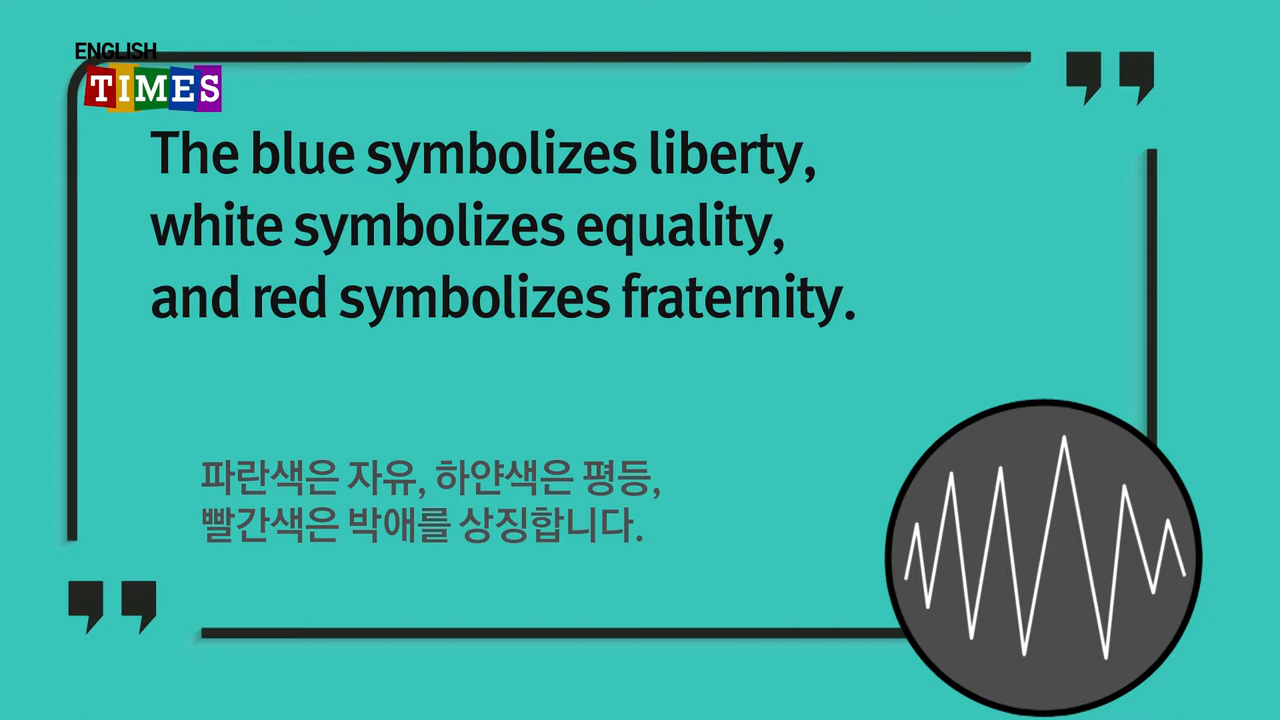 ENGLISH
TIMES
The blue symbolizes liberty,
white symbolizes equality,
and red symbolizes fraternity.
파란색은 자유, 하얀색은 평등,
빨간색은 박애를 상징합니다.